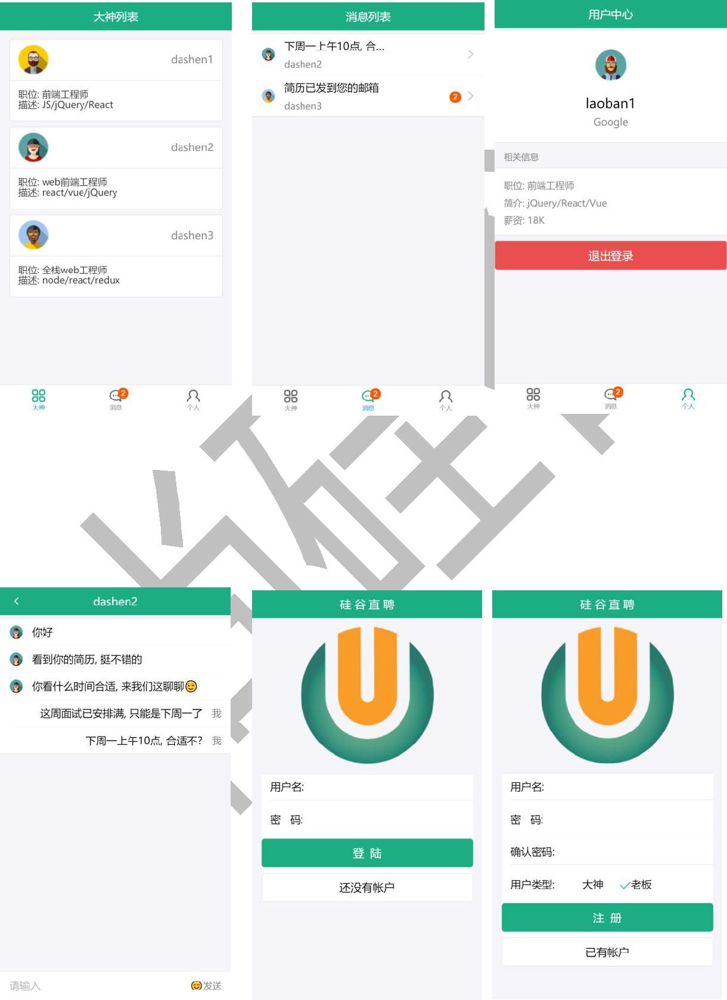 大神列表
dashen1
职位: 前端工程师
描述: JS/jQuery/React
dashen2
职位: web前端工程师
描述: react/vue/jQuery
dashen3
职位: 全栈web工程师
描述: node/react/redux
大神
2
消息
个人
消息列表
下周一上午10点, 合...
dashen2
简历已发到您的邮箱
2
dashen3
大神
2
消息
个人
用户中心
laoban1
Google
相关信息
职位: 前端工程师
简介: jQuery/React/Vue
薪资: 18K
退出登录
大神
2
消息
个人
dashen2
你好
看到你的简历, 挺不错的
你看什么时间合适, 来我们这聊聊😉
这周面试已安排满, 只能是下周一了 我
下周一上午10点, 合适不? 我
请输入 😊发送
硅谷直聘
用户名:
密 码:
登 陆
还没有帐户
硅谷直聘
用户名:
密 码:
确认密码:
用户类型: 大神 ✓老板
注 册
已有帐户